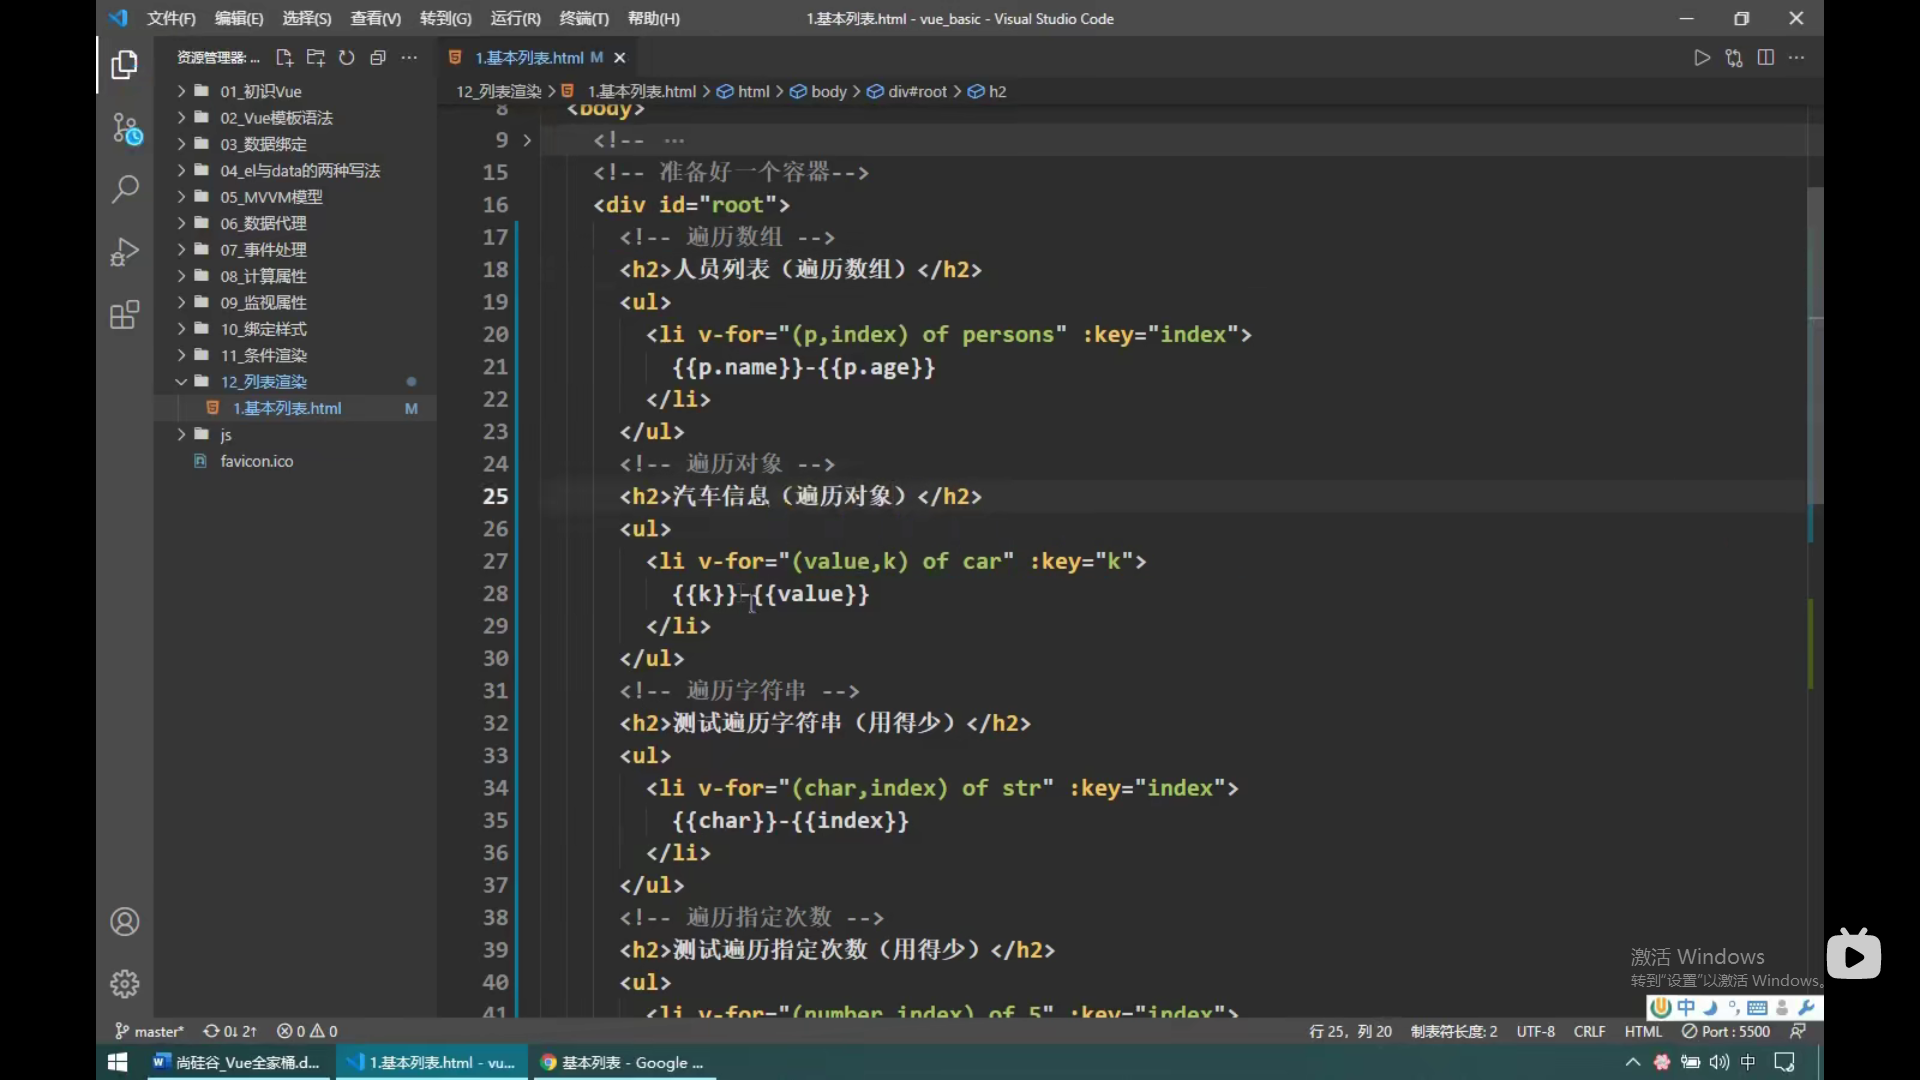 文件(F) 编辑(E) 选择(S) 查看(V) 转到(G) 运行(R) 终端(T) 帮助(H) 1.基本列表.html - vue_basic - Visual Studio Code
资源管理器: ...
01_初识Vue
02_Vue模板语法
03_数据绑定
04_el与data的两种写法
05_MVVM模型
06_数据代理
07_事件处理
08_计算属性
09_监视属性
10_绑定样式
11_条件渲染
12_列表渲染
1.基本列表.html M
js
favicon.ico
1.基本列表.html M
12_列表渲染 > 1.基本列表.html > html > body > div#root > h2
8 <body>
9 <!-- ···
15 <!-- 准备好一个容器-->
16 <div id="root">
17 <!-- 遍历数组 -->
18 <h2>人员列表（遍历数组）</h2>
19 <ul>
20 <li v-for="(p,index) of persons" :key="index">
21 {{p.name}}-{{p.age}}
22 </li>
23 </ul>
24 <!-- 遍历对象 -->
25 <h2>汽车信息（遍历对象）</h2>
26 <ul>
27 <li v-for="(value,k) of car" :key="k">
28 {{k}}-{{value}}
29 </li>
30 </ul>
31 <!-- 遍历字符串 -->
32 <h2>测试遍历字符串（用得少）</h2>
33 <ul>
34 <li v-for="(char,index) of str" :key="index">
35 {{char}}-{{index}}
36 </li>
37 </ul>
38 <!-- 遍历指定次数 -->
39 <h2>测试遍历指定次数（用得少）</h2>
40 <ul>
41 <li v-for="(number,index) of 5" :key="index">
激活 Windows
转到“设置”以激活 Windows。
中
master* 0↓ 2↑ 0 0 行 25，列 20 制表符长度: 2 UTF-8 CRLF HTML Port : 5500
尚硅谷_Vue全家桶.d... 1.基本列表.html - vu... 基本列表 - Google ... 中